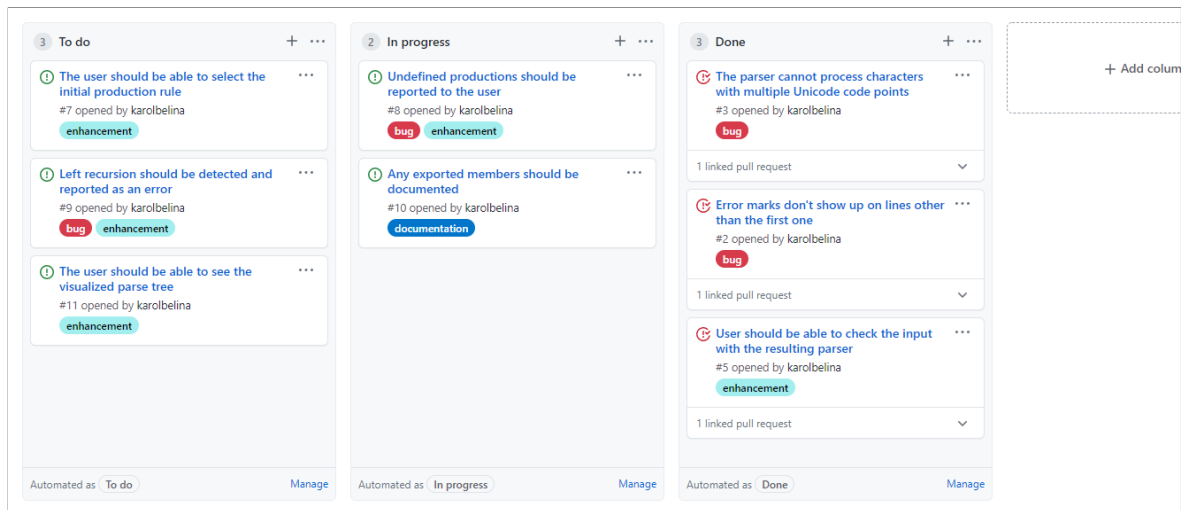 3 To do
The user should be able to select the
initial production rule
#7 opened by karolbelina
enhancement
Left recursion should be detected and
reported as an error
#9 opened by karolbelina
bug enhancement
The user should be able to see the
visualized parse tree
#11 opened by karolbelina
enhancement
Automated as To do Manage
2 In progress
Undefined productions should be
reported to the user
#8 opened by karolbelina
bug enhancement
Any exported members should be
documented
#10 opened by karolbelina
documentation
Automated as In progress Manage
3 Done
The parser cannot process characters
with multiple Unicode code points
#3 opened by karolbelina
bug
1 linked pull request
Error marks don't show up on lines other
than the first one
#2 opened by karolbelina
bug
1 linked pull request
User should be able to check the input
with the resulting parser
#5 opened by karolbelina
enhancement
1 linked pull request
Automated as Done Manage
+ Add colum